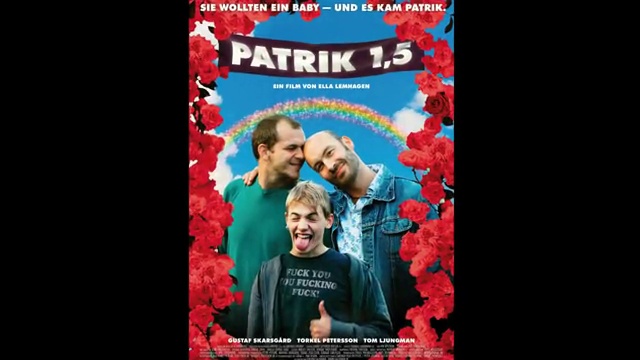 SIE WOLLTEN EIN BABY — UND ES KAM PATRIK.
PATRIK 1,5
EIN FILM VON ELLA LEMHAGEN
FUCK YOU
YOU FUCKING
FUCK!
GUSTAF SKARSGÅRD TORKEL PETERSSON TOM LJUNGMAN